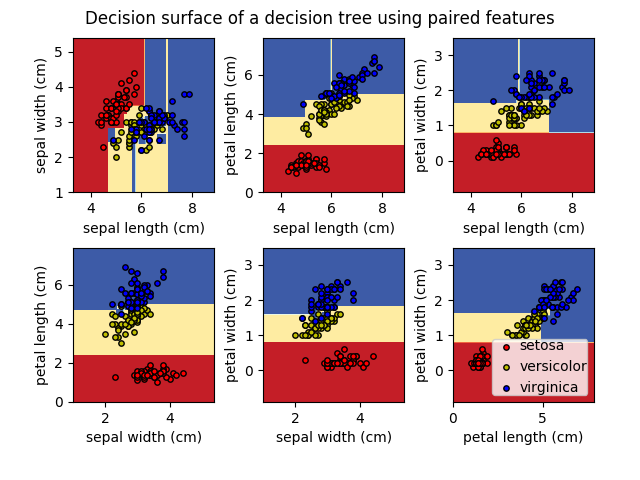 Decision surface of a decision tree using paired features
sepal width (cm)
5
4
3
2
1
4 6 8
sepal length (cm)
petal length (cm)
6
4
2
0
4 6 8
sepal length (cm)
petal width (cm)
3
2
1
0
4 6 8
sepal length (cm)
petal length (cm)
6
4
2
0
2 4
sepal width (cm)
petal width (cm)
3
2
1
0
2 4
sepal width (cm)
petal width (cm)
3
2
1
0
0 5
petal length (cm)
setosa
versicolor
virginica